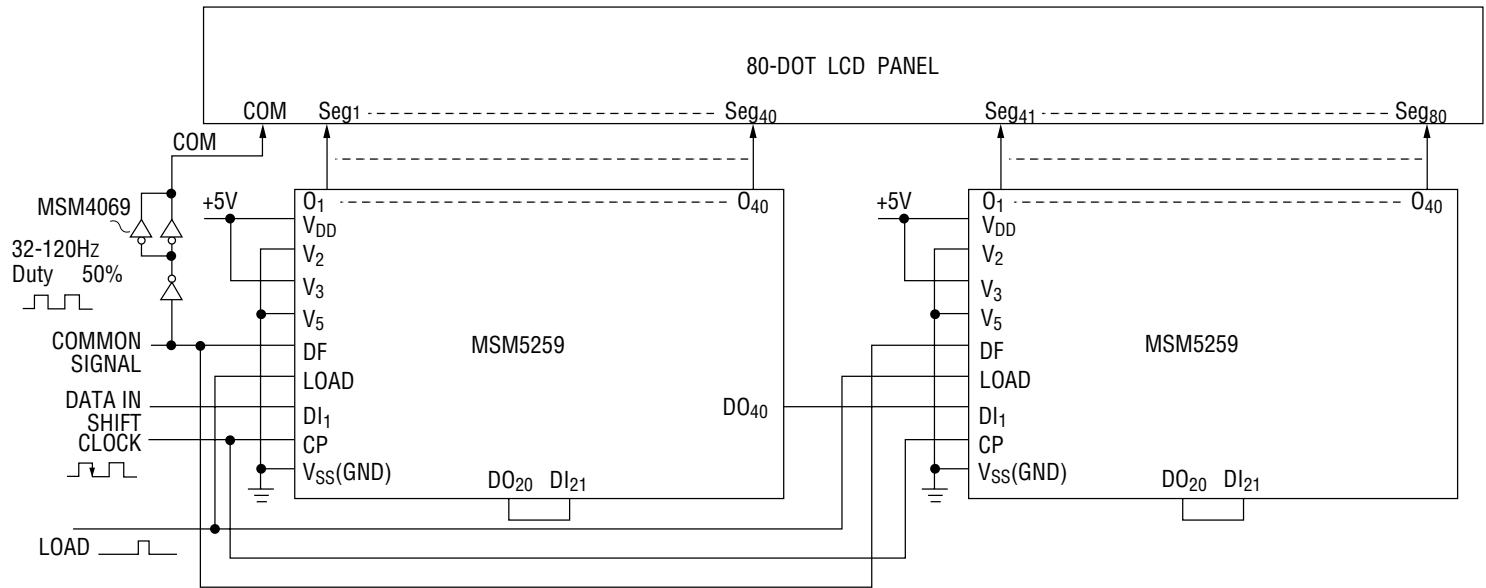 80-DOT LCD PANEL
COM Seg1 Seg40 Seg41 Seg80
COM
MSM4069
32-120Hz
Duty 50%
COMMON
SIGNAL
DATA IN
SHIFT
CLOCK
LOAD
+5V
O1 O40
VDD
V2
V3
V5
DF
LOAD
DI1
CP
VSS(GND)
MSM5259
DO40
DO20 DI21
+5V
O1 O40
VDD
V2
V3
V5
DF
LOAD
DI1
CP
VSS(GND)
MSM5259
DO20 DI21